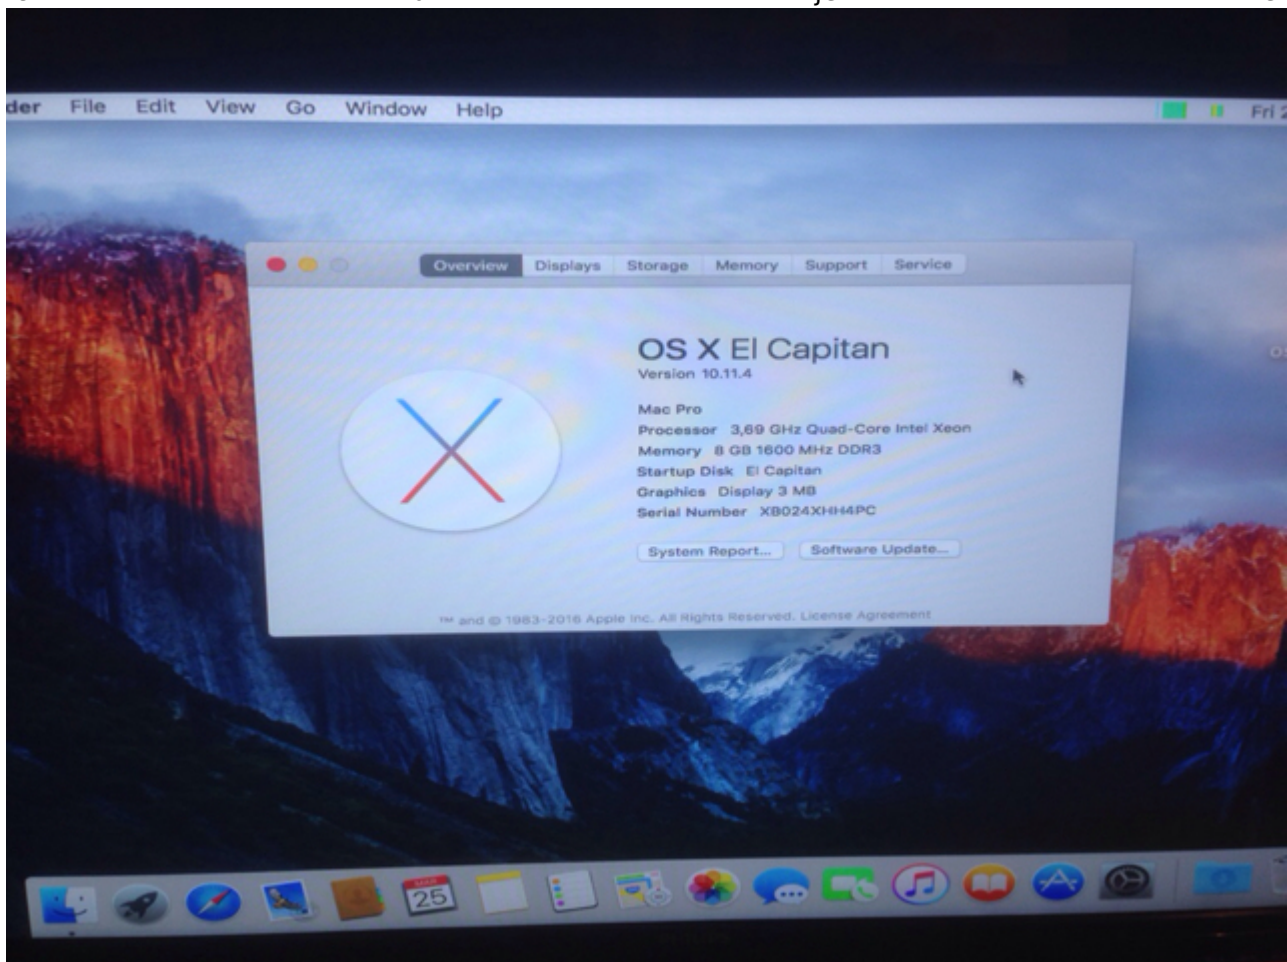 der File Edit View Go Window Help Fri 2
Overview Displays Storage Memory Support Service
OS X El Capitan
Version 10.11.4
Mac Pro
Processor 3,69 GHz Quad-Core Intel Xeon
Memory 8 GB 1600 MHz DDR3
Startup Disk El Capitan
Graphics Display 3 MB
Serial Number XB024XHH4PC
System Report... Software Update...
™ and © 1983-2016 Apple Inc. All Rights Reserved. License Agreement
MAR
25